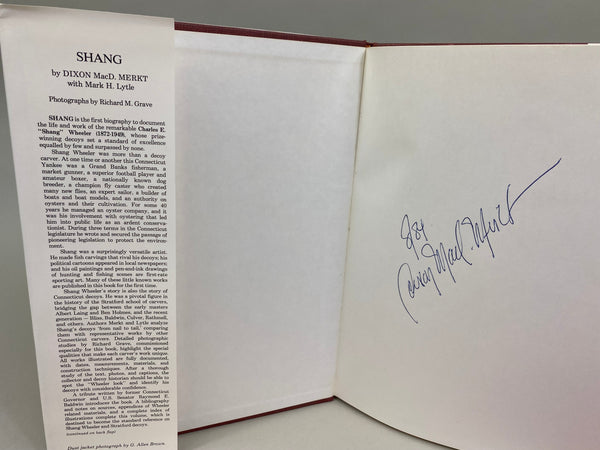 SHANG
by DIXON MacD. MERKT
with Mark H. Lytle
Photographs by Richard M. Grave
SHANG is the first biography to document
the life and work of the remarkable Charles E.
"Shang" Wheeler (1872-1949), whose prize-
winning decoys set a standard of excellence
equalled by few and surpassed by none.
Shang Wheeler was more than a decoy
carver. At one time or another this Connecticut
Yankee was a Grand Banks fisherman, a
market gunner, a superior football player and
amateur boxer, a nationally known dog
breeder, a champion fly caster who created
many new flies, an expert sailor, a builder of
boats and boat models, and an authority on
oysters and their cultivation. For some 40
years he managed an oyster company, and it
was his involvement with oystering that led
him into public life as an ardent conserva-
tionist. During three terms in the Connecticut
legislature he wrote and secured the passage of
pioneering legislation to protect the environ-
ment.
Shang was a surprisingly versatile artist.
He made fish carvings that rival his decoys; his
political cartoons appeared in local newspapers;
and his oil paintings and pen-and-ink drawings
of hunting and fishing scenes are first-rate
sporting art. Many of these little known works
are published in this book for the first time.
Shang Wheeler's story is also the story of
Connecticut decoys. He was a pivotal figure in
the history of the Stratford school of carvers,
bridging the gap between the early masters
Albert Laing and Ben Holmes, and the recent
generation — Bliss, Baldwin, Culver, Rathmell,
and others. Authors Merkt and Lytle analyze
Shang's decoys 'from nail to tail,' comparing
them with representative works by other
Connecticut carvers. Detailed photographic
studies by Richard Grave, commissioned
especially for this book, highlight the special
qualities that make each carver's work unique.
All works illustrated are fully documented,
with dates, measurements, materials, and
construction techniques. After a thorough
study of the text, photos, and captions, the
collector and decoy historian should be able to
spot the "Wheeler look" and identify his
decoys with considerable confidence.
A tribute written by former Connecticut
Governor and U.S. Senator Raymond E.
Baldwin introduces the book. A bibliography
and notes on sources, appendices of Wheeler
related materials, and a complete index of
illustrations complete this volume, which is
destined to become the standard reference on
Shang Wheeler and Stratford decoys.
(continued on back flap)
Dust jacket photograph by G. Allen Brown.
8/84
Dixon MacD. Merkt